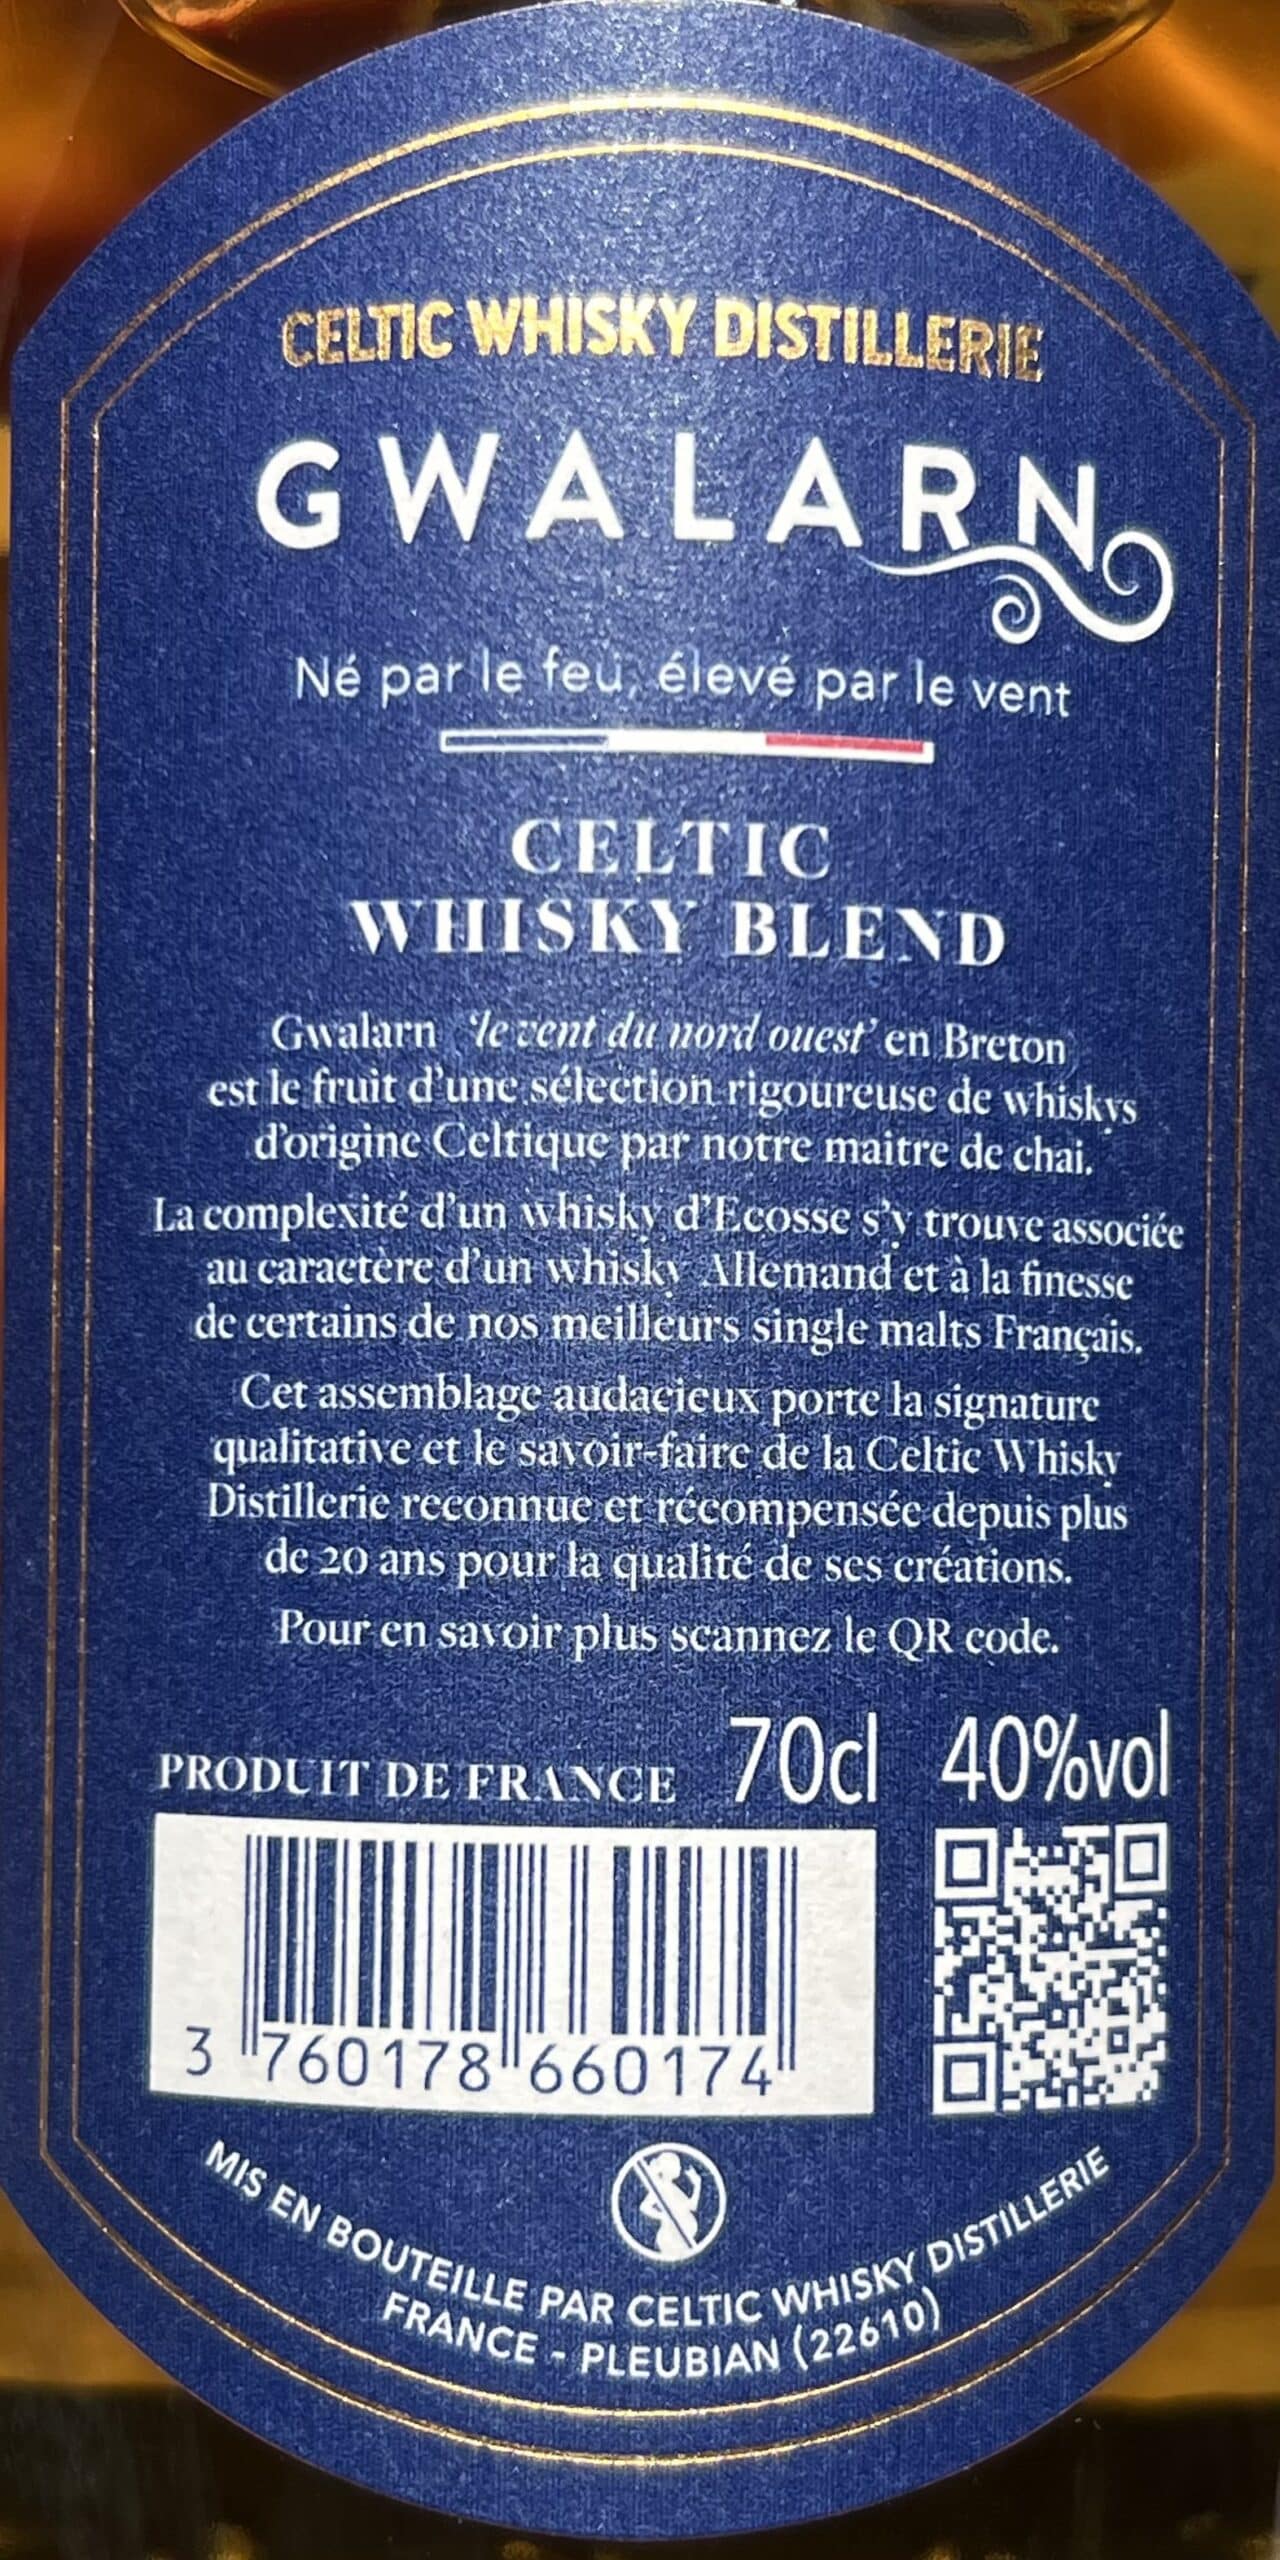 CELTIC WHISKY DISTILLERIE
GWALARN
Né par le feu, élevé par le vent
CELTIC
WHISKY BLEND
Gwalarn 'le vent du nord ouest' en Breton
est le fruit d'une sélection rigoureuse de whiskys
d'origine Celtique par notre maitre de chai.
La complexité d'un whisky d'Ecosse s'y trouve associée
au caractère d'un whisky Allemand et à la finesse
de certains de nos meilleurs single malts Français.
Cet assemblage audacieux porte la signature
qualitative et le savoir-faire de la Celtic Whisky
Distillerie reconnue et récompensée depuis plus
de 20 ans pour la qualité de ses créations.
Pour en savoir plus scannez le QR code.
PRODUIT DE FRANCE 70cl 40%vol
3 760178 660174
MIS EN BOUTEILLE PAR CELTIC WHISKY DISTILLERIE
FRANCE - PLEUBIAN (22610)